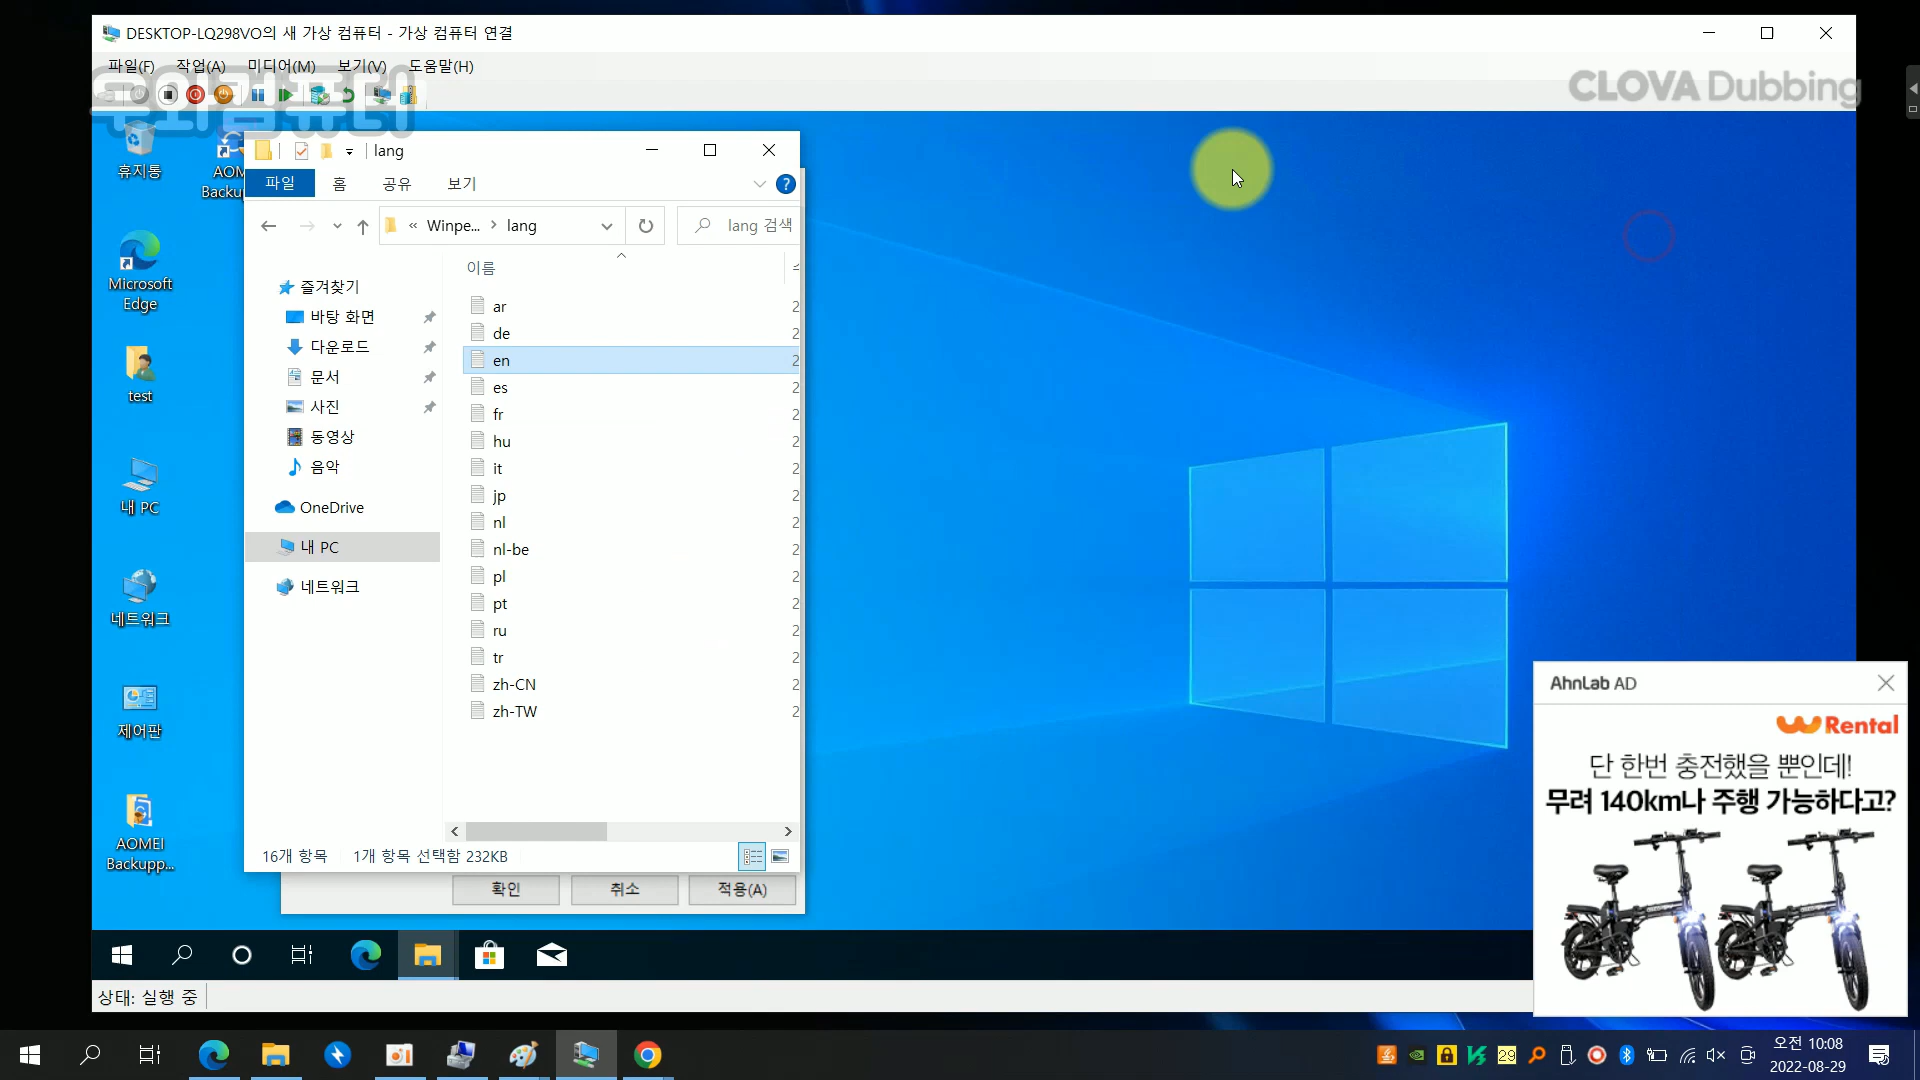 DESKTOP-LQ298VO의 새 가상 컴퓨터 - 가상 컴퓨터 연결
파일(F) 작업(A) 미디어(M) 보기(V) 도움말(H)
CLOVA Dubbing
휴지통
Backup
Microsoft
Edge
test
내 PC
네트워크
제어판
AOMEI
Backupp...
lang
파일 홈 공유 보기
« Winpe... > lang
lang 검색
이름
즐겨찾기
바탕 화면
다운로드
문서
사진
동영상
음악
OneDrive
내 PC
네트워크
ar
de
en
es
fr
hu
it
jp
nl
nl-be
pl
pt
ru
tr
zh-CN
zh-TW
16개 항목 1개 항목 선택함 232KB
확인 취소 적용(A)
상태: 실행 중
AhnLab AD
Rental
단 한번 충전했을 뿐인데!
무려 140km나 주행 가능하다고?
29
오전 10:08
2022-08-29